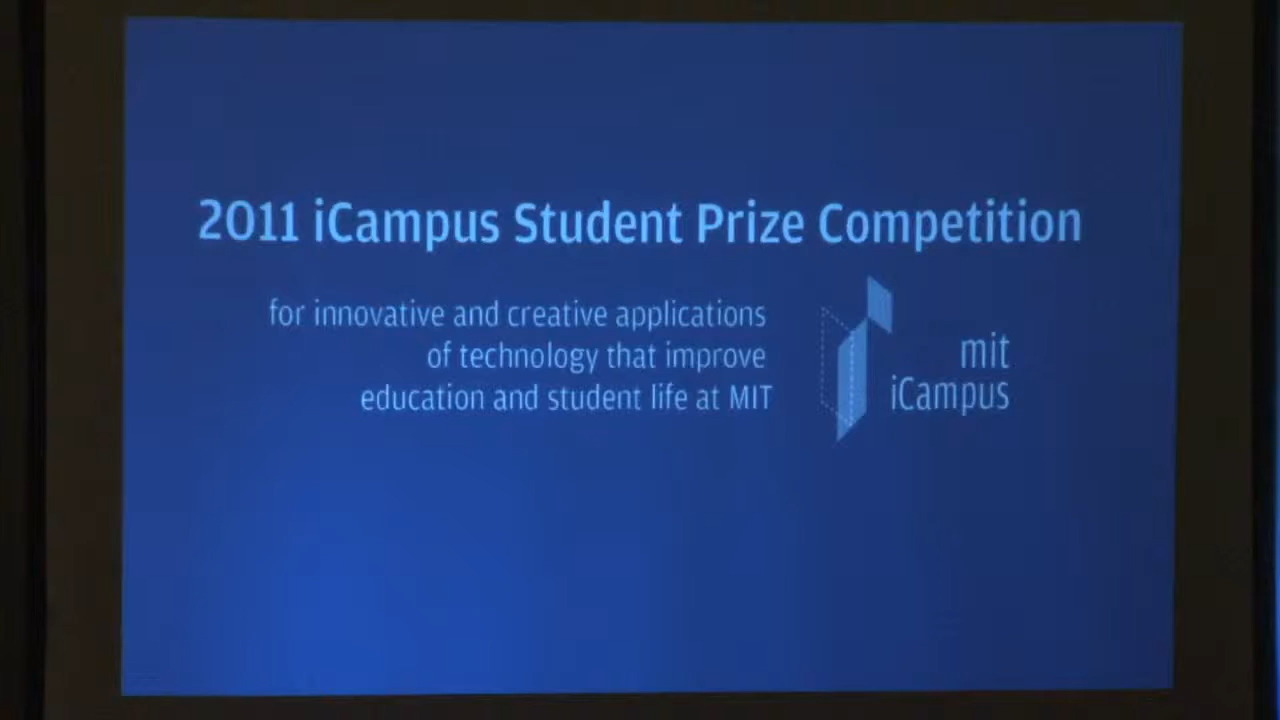 2011 iCampus Student Prize Competition
for innovative and creative applications
of technology that improve
education and student life at MIT
mit
iCampus